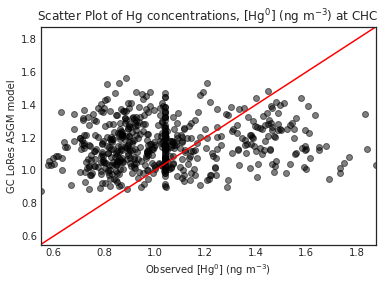 Scatter Plot of Hg concentrations, [Hg⁰] (ng m⁻³) at CHC
1.8
1.6
1.4
1.2
1.0
0.8
0.6
GC LoRes ASGM model
0.6 0.8 1.0 1.2 1.4 1.6 1.8
Observed [Hg⁰] (ng m⁻³)